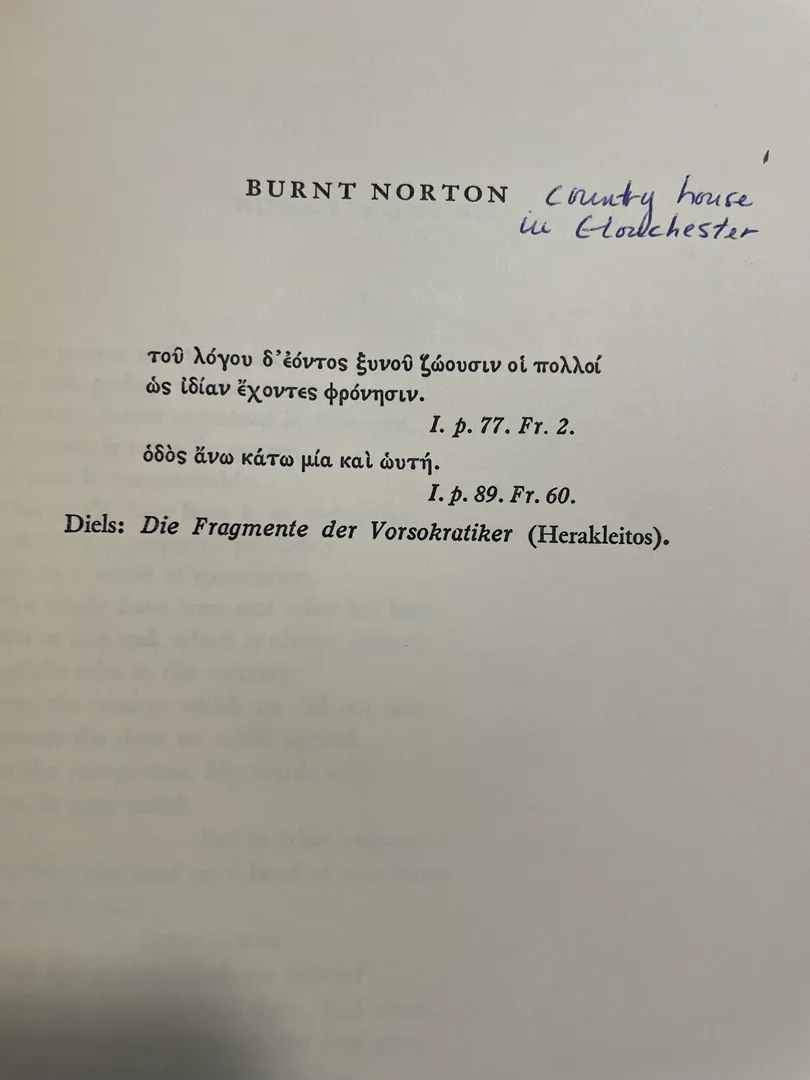 BURNT NORTON country house
in Glouchester
τοῦ λόγου δ’ἐόντος ξυνοῦ ζώουσιν οἱ πολλοί
ὡς ἰδίαν ἔχοντες φρόνησιν.
I. p. 77. Fr. 2.
ὁδὸς ἄνω κάτω μία καὶ ὡυτή.
I. p. 89. Fr. 60.
Diels: Die Fragmente der Vorsokratiker (Herakleitos).